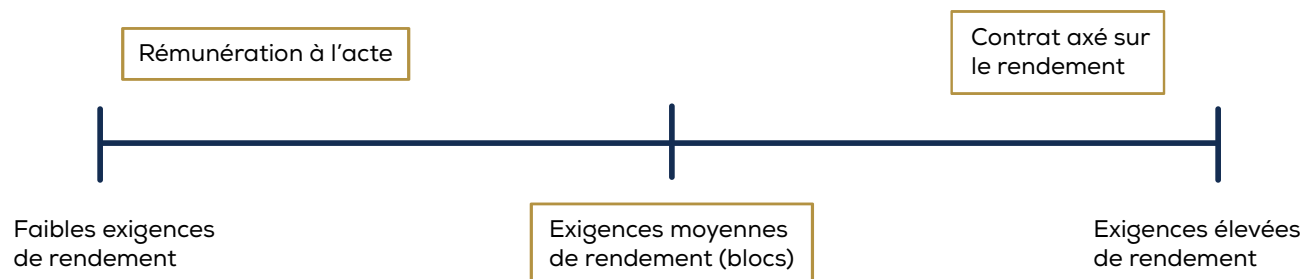 Rémunération à l’acte
Contrat axé sur
le rendement
Faibles exigences
de rendement
Exigences moyennes
de rendement (blocs)
Exigences élevées
de rendement